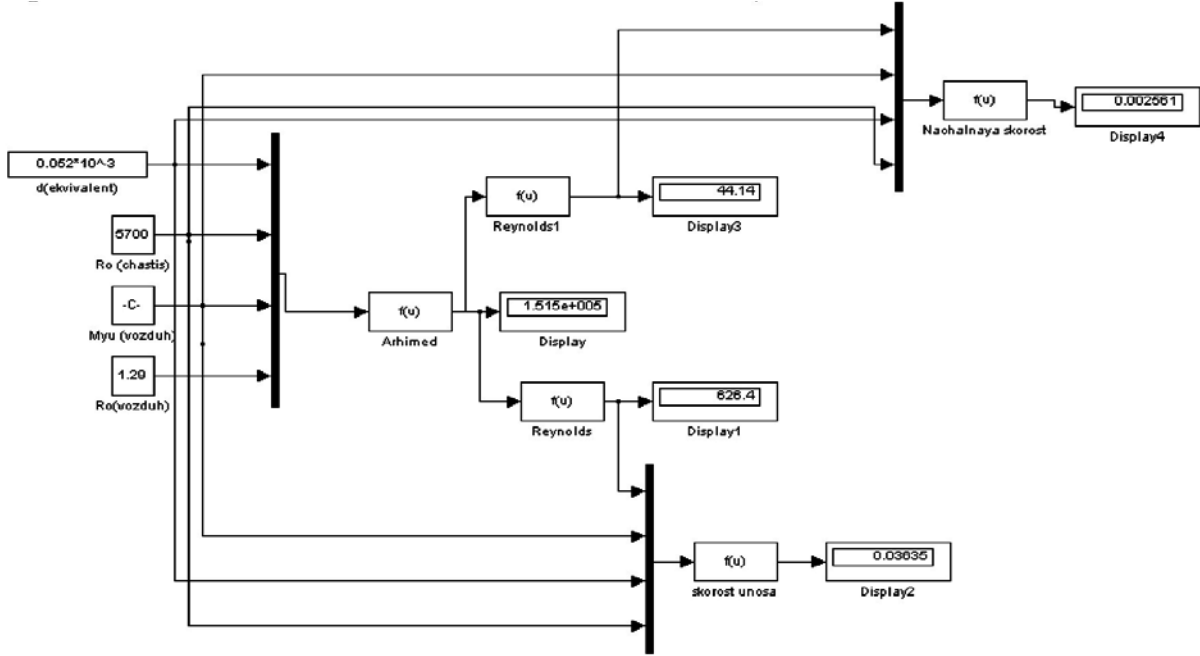 f(u)
Nachalnaya skorost
0.002561
Display4
0.052*10^-3
d(ekvivalent)
f(u)
Reynolds1
44.14
Display3
5700
Ro (chastis)
-C-
Myu (vozduh)
f(u)
Arhimed
1.515e+005
Display
1.29
Ro(vozduh)
f(u)
Reynolds
626.4
Display1
f(u)
skorost unosa
0.03635
Display2